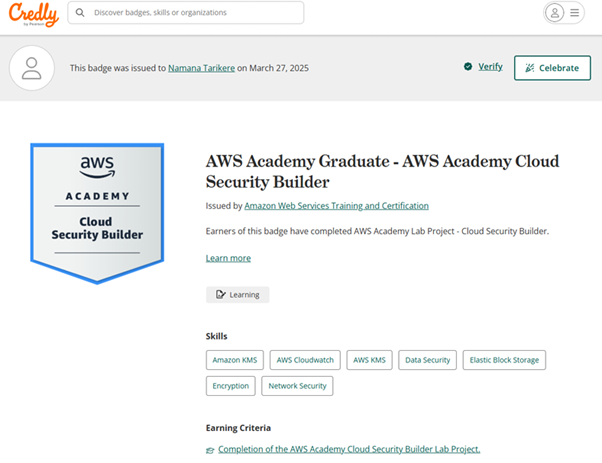 Credly
by Pearson
Discover badges, skills or organizations
This badge was issued to Namana Tarikere on March 27, 2025
Verify
Celebrate
aws
ACADEMY
Cloud
Security Builder
AWS Academy Graduate - AWS Academy Cloud
Security Builder
Issued by Amazon Web Services Training and Certification
Earners of this badge have completed AWS Academy Lab Project - Cloud Security Builder.
Learn more
Learning
Skills
Amazon KMS AWS Cloudwatch AWS KMS Data Security Elastic Block Storage
Encryption Network Security
Earning Criteria
Completion of the AWS Academy Cloud Security Builder Lab Project.